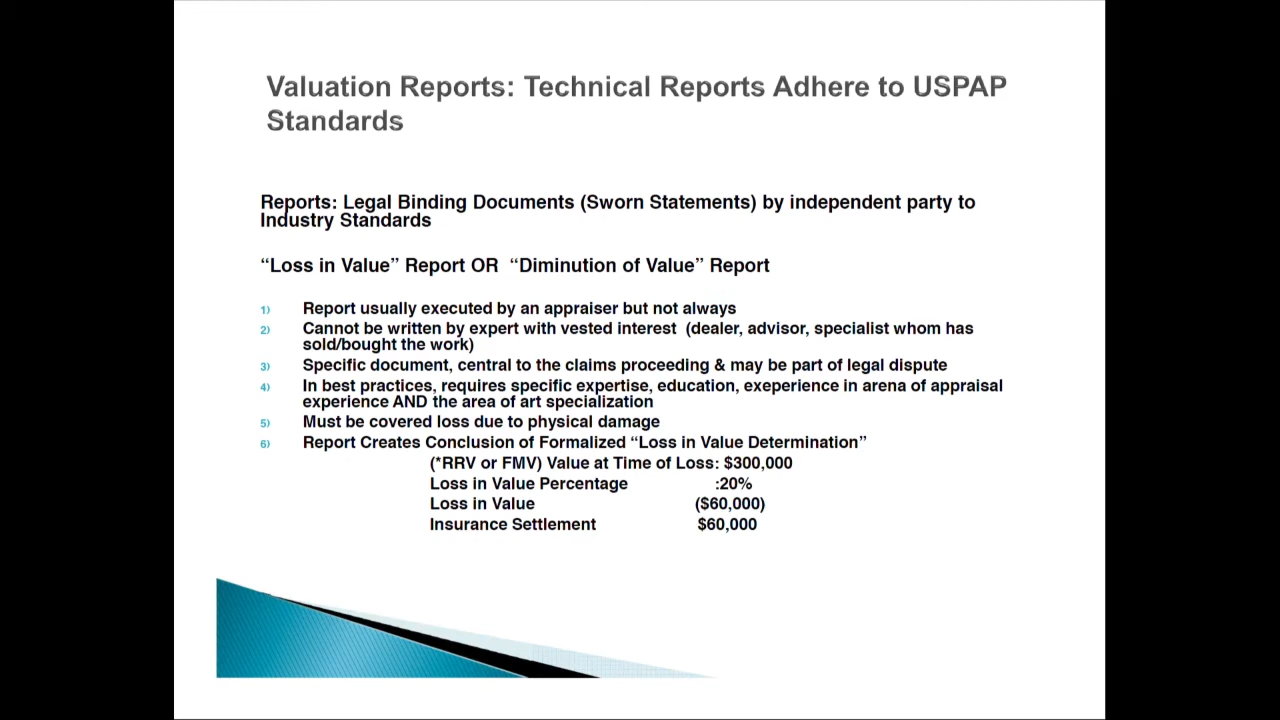 Valuation Reports: Technical Reports Adhere to USPAP
Standards
Reports: Legal Binding Documents (Sworn Statements) by independent party to
Industry Standards
“Loss in Value” Report OR “Diminution of Value” Report
1) Report usually executed by an appraiser but not always
2) Cannot be written by expert with vested interest (dealer, advisor, specialist whom has
sold/bought the work)
3) Specific document, central to the claims proceeding & may be part of legal dispute
4) In best practices, requires specific expertise, education, exeperience in arena of appraisal
experience AND the area of art specialization
5) Must be covered loss due to physical damage
6) Report Creates Conclusion of Formalized “Loss in Value Determination”
(*RRV or FMV) Value at Time of Loss: $300,000
Loss in Value Percentage :20%
Loss in Value ($60,000)
Insurance Settlement $60,000